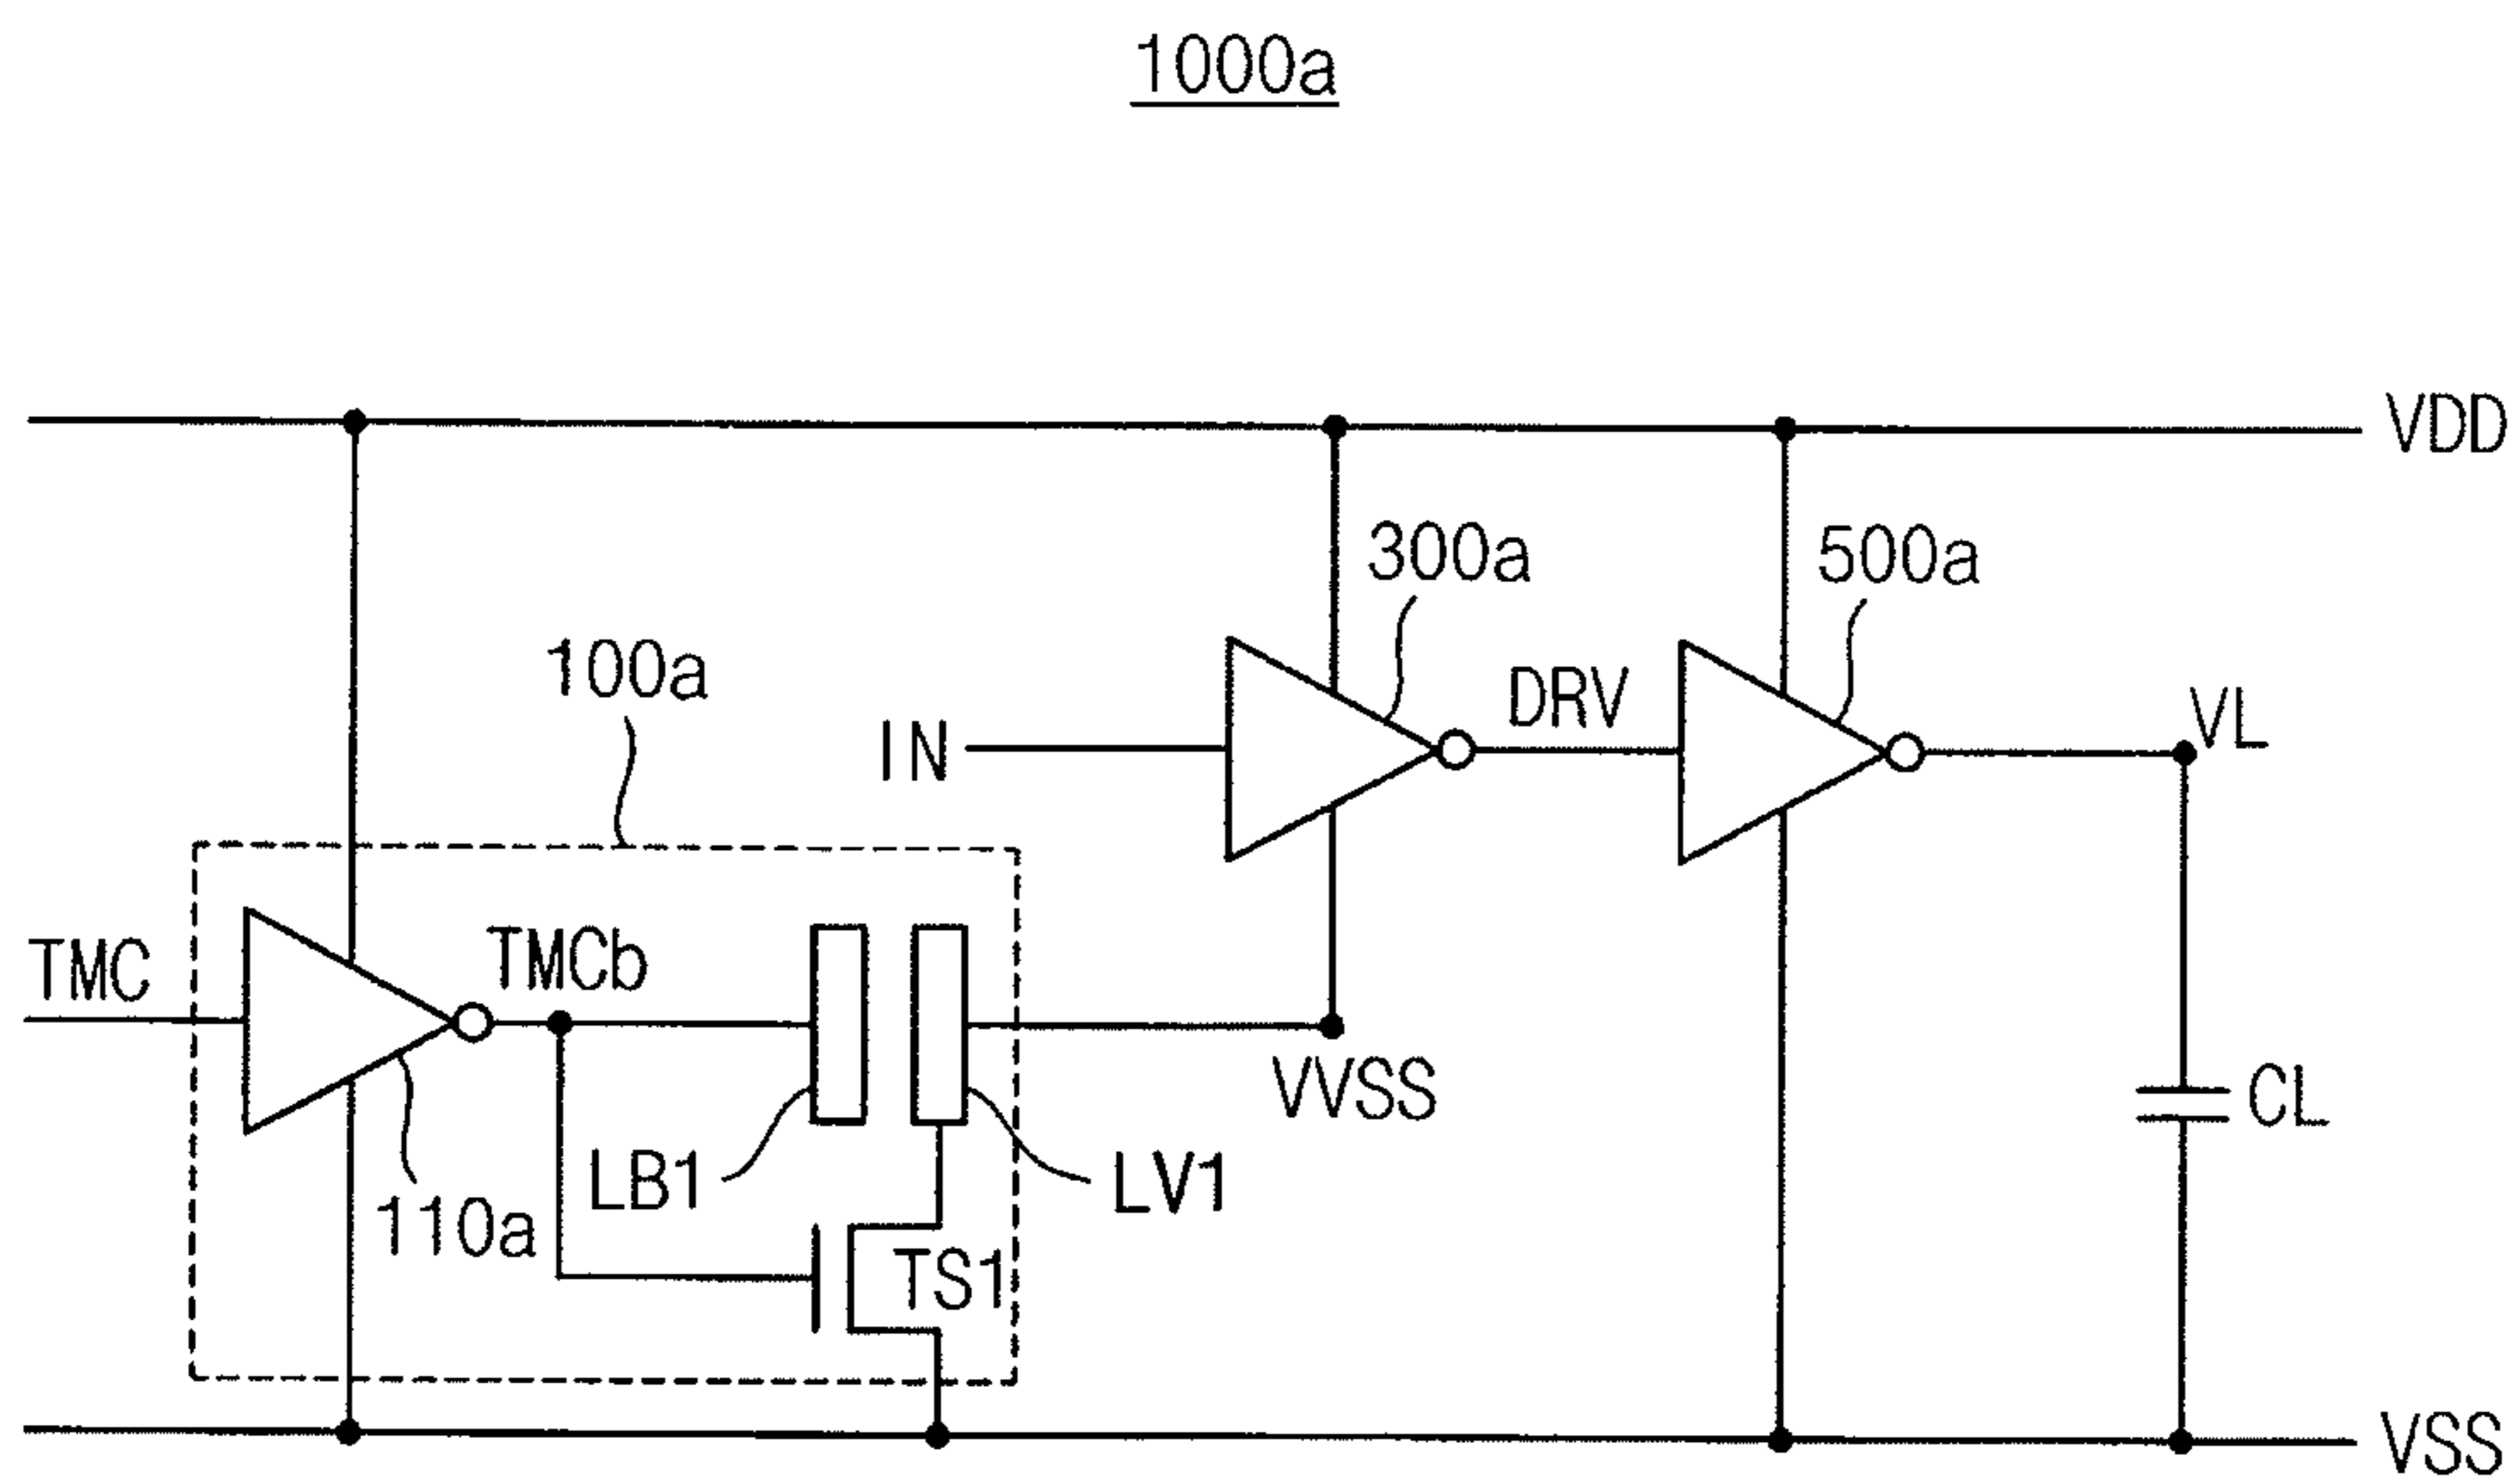 1000a
VDD
300a
500a
100a
DRV
VL
IN
TMC
TMCb
VVSS
CL
LB1
LV1
110a
TS1
VSS